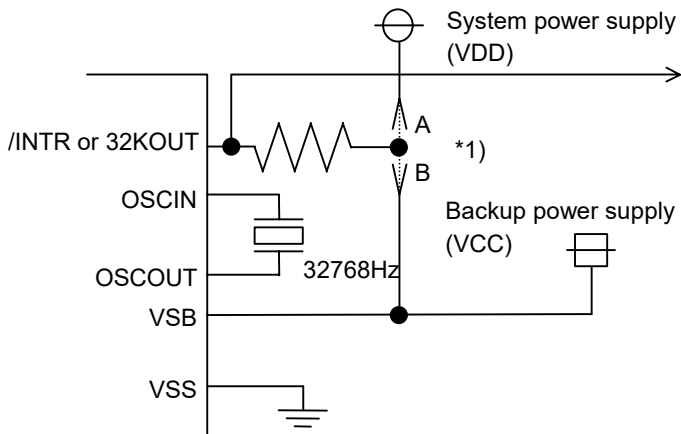 System power supply
(VDD)
A
/INTR or 32KOUT
*1)
B
OSCIN
Backup power supply
(VCC)
OSCOUT
32768Hz
VSB
VSS